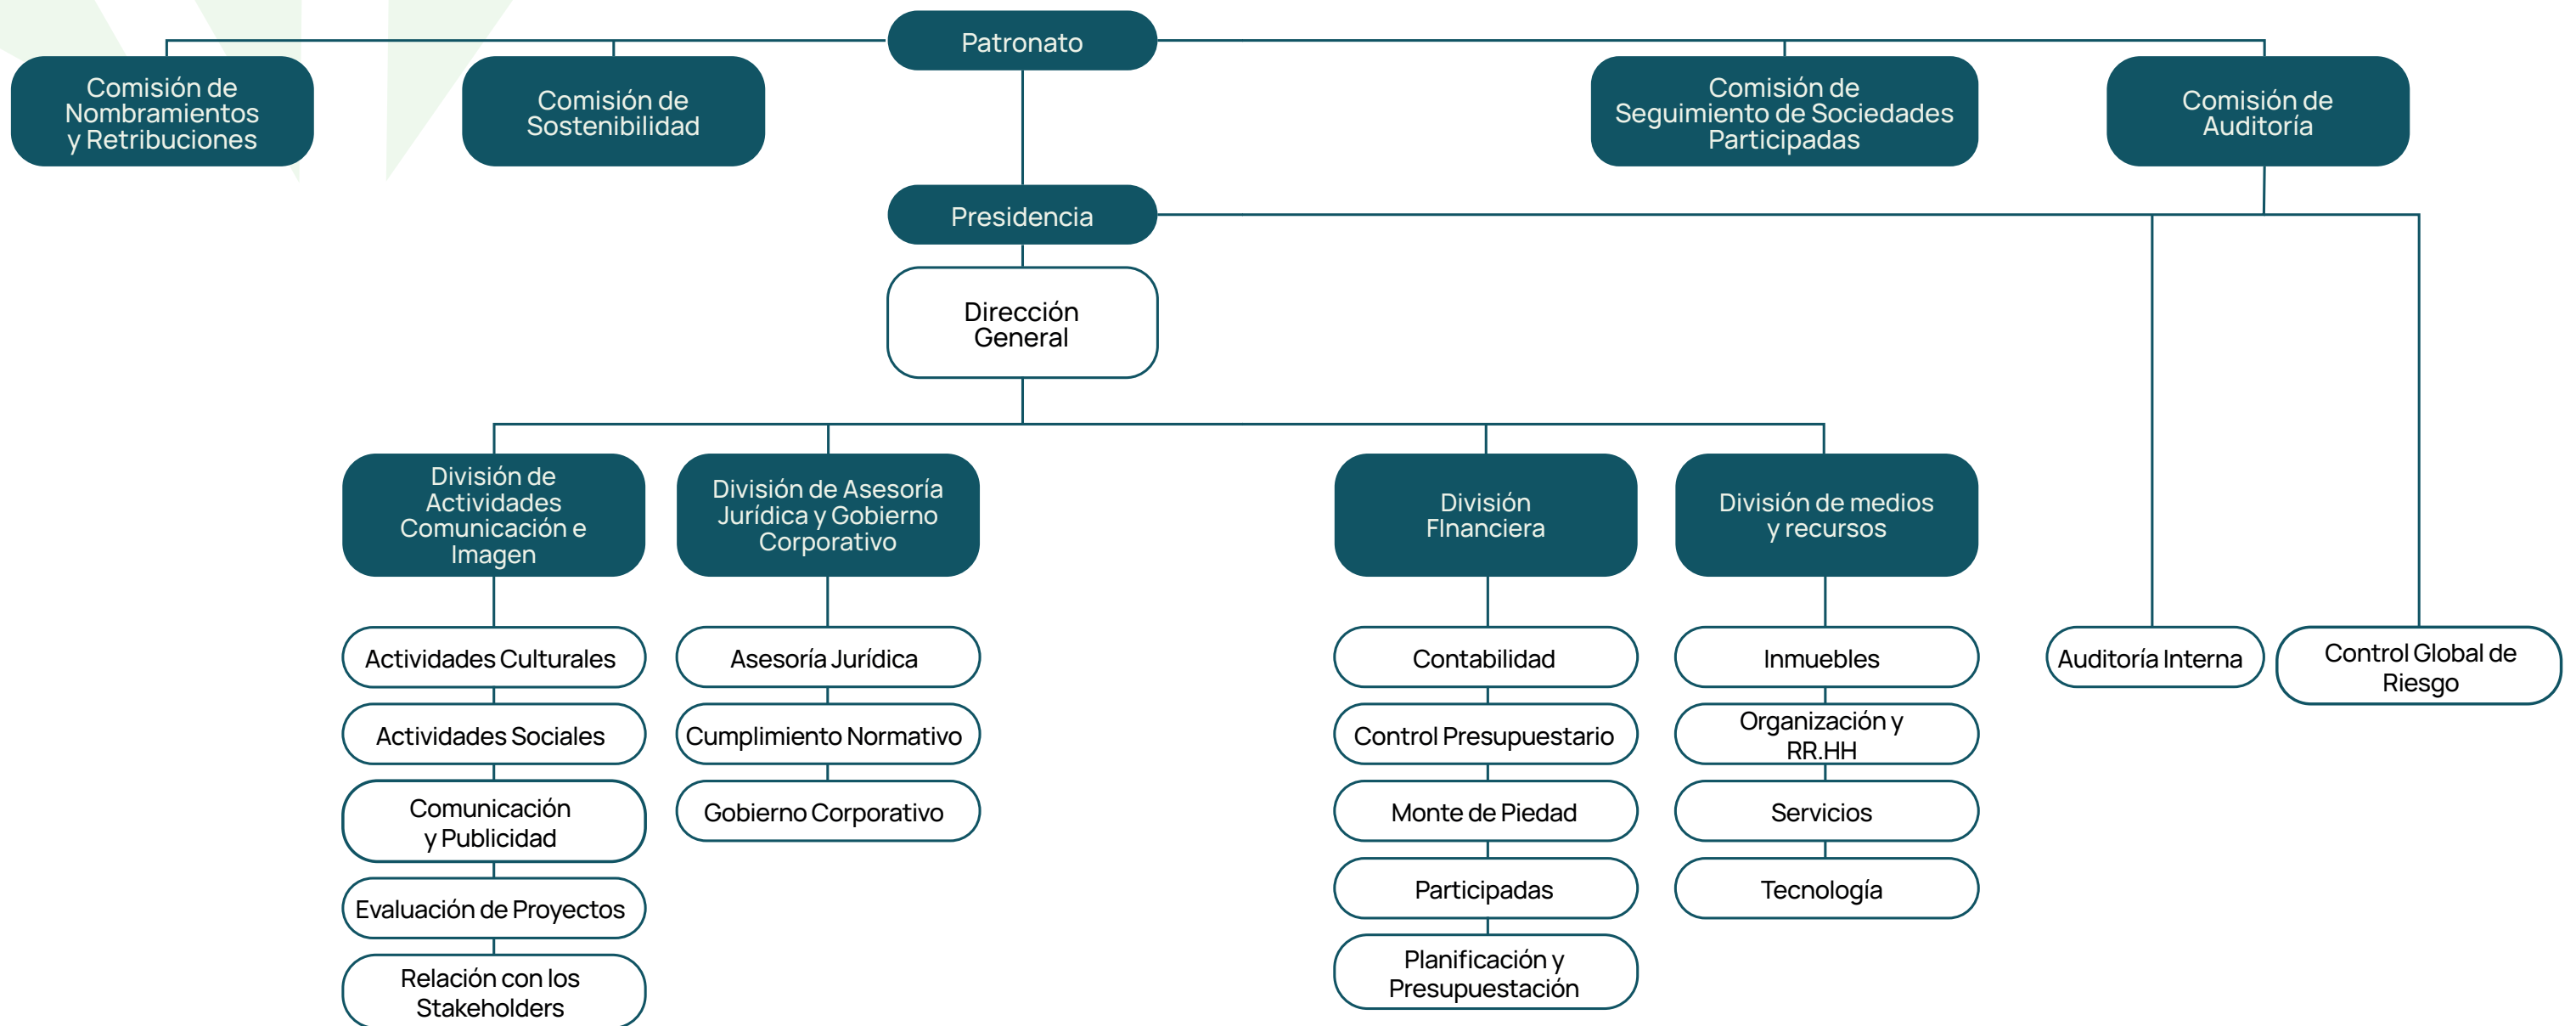 Patronato
Comisión de
Nombramientos
y Retribuciones
Comisión de
Sostenibilidad
Comisión de
Seguimiento de Sociedades
Participadas
Comisión de
Auditoría
Presidencia
Dirección
General
División de
Actividades
Comunicación e
Imagen
División de Asesoría
Jurídica y Gobierno
Corporativo
División
FInanciera
División de medios
y recursos
Actividades Culturales
Actividades Sociales
Comunicación
y Publicidad
Evaluación de Proyectos
Relación con los
Stakeholders
Asesoría Jurídica
Cumplimiento Normativo
Gobierno Corporativo
Contabilidad
Control Presupuestario
Monte de Piedad
Participadas
Planificación y
Presupuestación
Inmuebles
Organización y
RR.HH
Servicios
Tecnología
Auditoría Interna
Control Global de
Riesgo